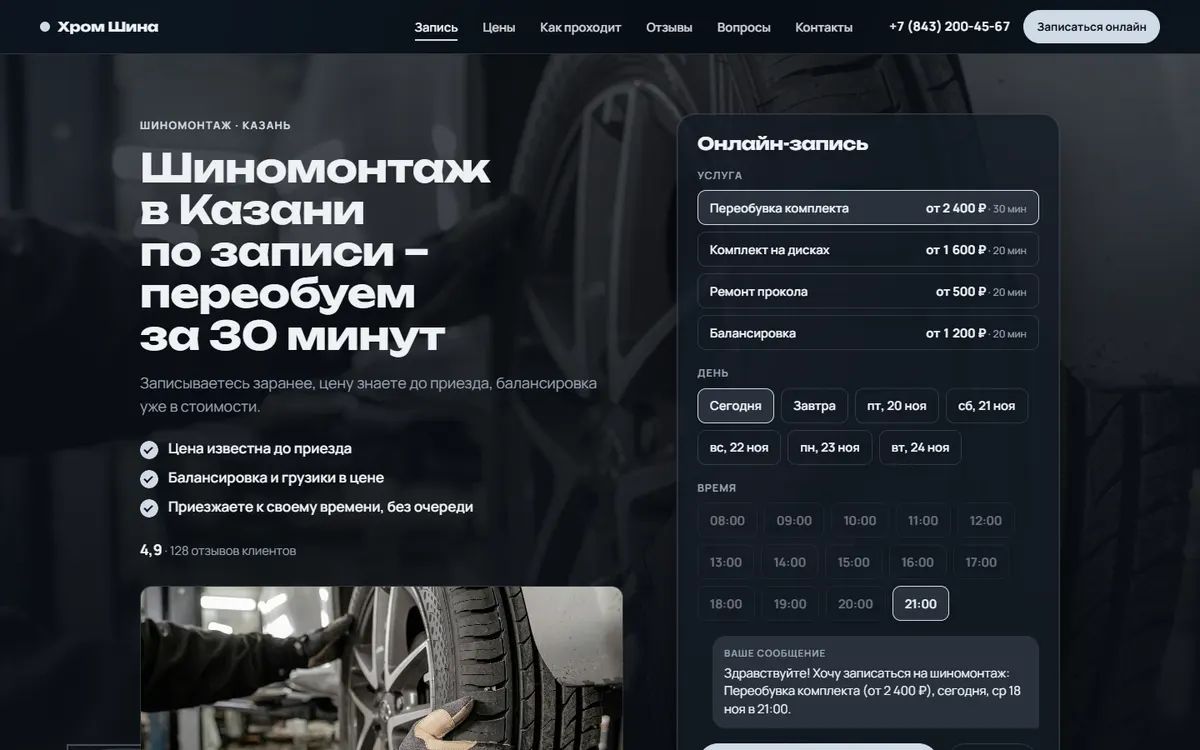 Хром Шина
Запись Цены Как проходит Отзывы Вопросы Контакты +7 (843) 200-45-67 Записаться онлайн
ШИНОМОНТАЖ · КАЗАНЬ
Шиномонтаж
в Казани
по записи –
переобуем
за 30 минут
Записываетесь заранее, цену знаете до приезда, балансировка
уже в стоимости.
Цена известна до приезда
Балансировка и грузики в цене
Приезжаете к своему времени, без очереди
4,9 · 128 отзывов клиентов
Онлайн-запись
УСЛУГА
Переобувка комплекта от 2 400 ₽ · 30 мин
Комплект на дисках от 1 600 ₽ · 20 мин
Ремонт прокола от 500 ₽ · 20 мин
Балансировка от 1 200 ₽ · 20 мин
ДЕНЬ
Сегодня Завтра пт, 20 ноя сб, 21 ноя
вс, 22 ноя пн, 23 ноя вт, 24 ноя
ВРЕМЯ
08:00 09:00 10:00 11:00 12:00
13:00 14:00 15:00 16:00 17:00
18:00 19:00 20:00 21:00
ВАШЕ СООБЩЕНИЕ
Здравствуйте! Хочу записаться на шиномонтаж:
Переобувка комплекта (от 2 400 ₽), сегодня, ср 18
ноя в 21:00.